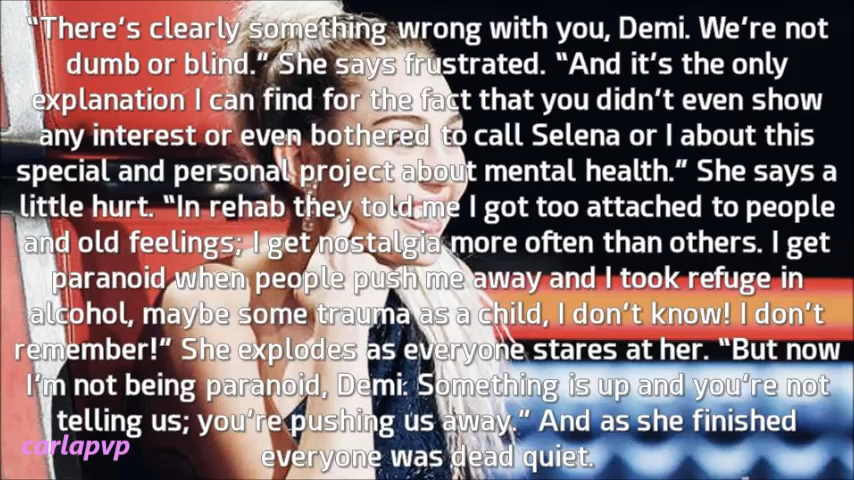 “There’s clearly something wrong with you, Demi. We’re not
dumb or blind.” She says frustrated. “And it’s the only
explanation I can find for the fact that you didn’t even show
any interest or even bothered to call Selena or I about this
special and personal project about mental health.” She says a
little hurt. “In rehab they told me I got too attached to people
and old feelings; I get nostalgia more often than others. I get
paranoid when people push me away and I took refuge in
alcohol, maybe some trauma as a child, I don’t know! I don’t
remember!” She explodes as everyone stares at her. “But now
I’m not being paranoid, Demi. Something is up and you’re not
telling us; you’re pushing us away.” And as she finished
everyone was dead quiet.
carlapvp